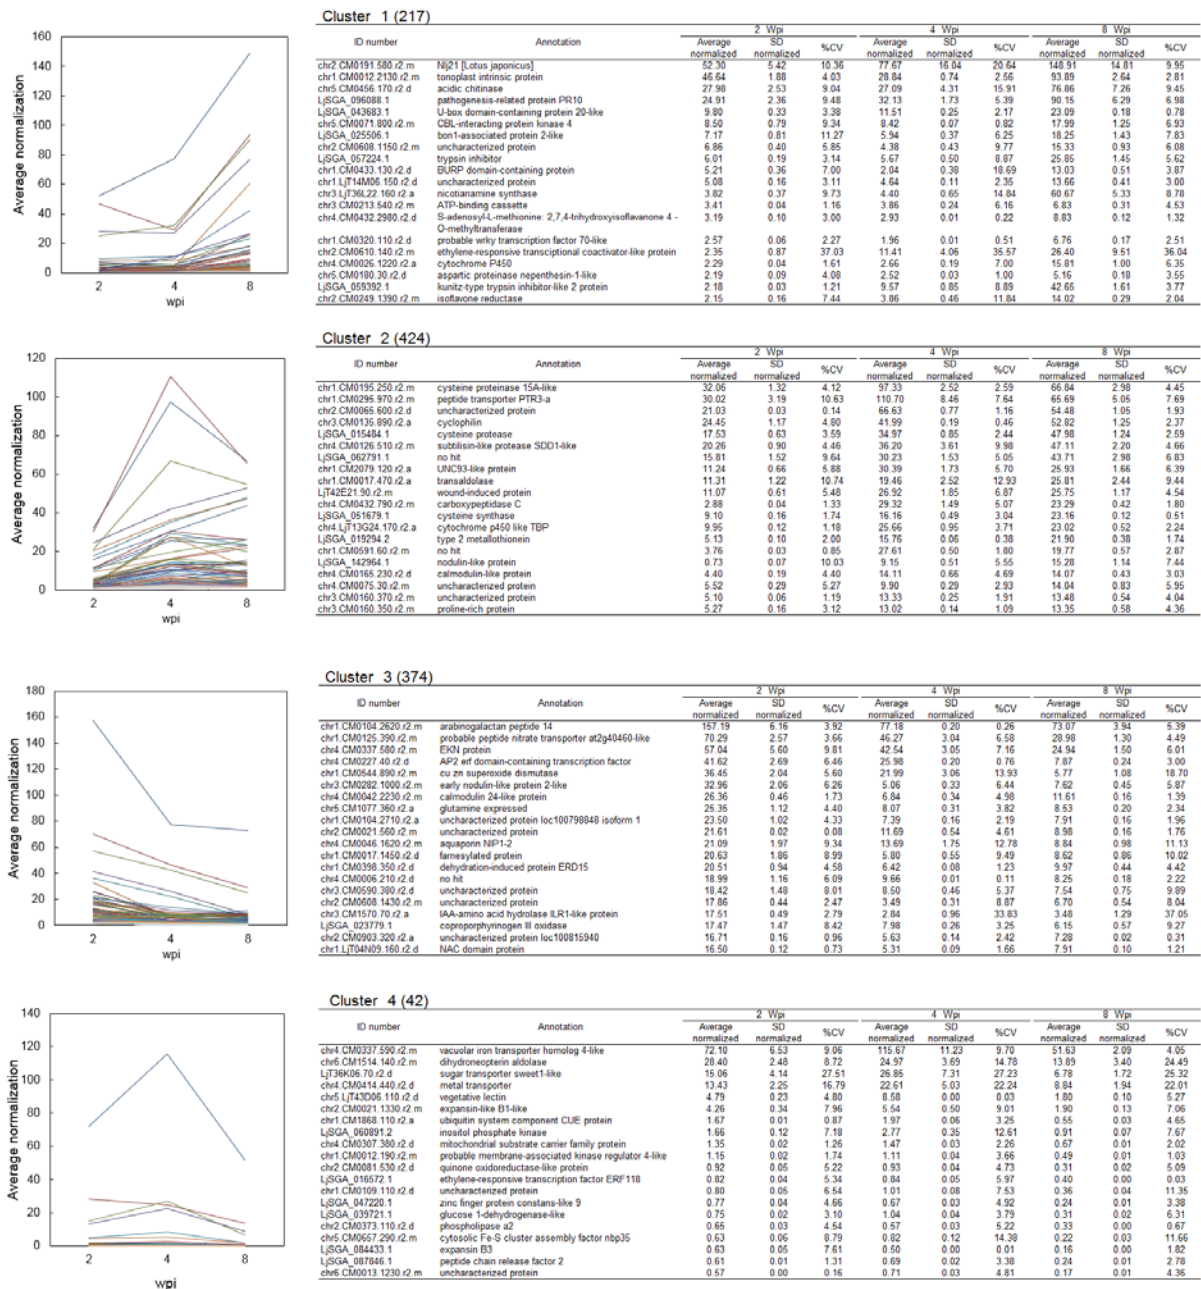 Cluster 1 (217)
160
140
120
100
80
60
40
20
0
Average normalization
2 4 8
wpi
2 Wpi 4 Wpi 8 Wpi
ID number Annotation Average normalized SD normalized %CV Average normalized SD normalized %CV Average normalized SD normalized %CV
chr2.CM0191.580.r2.m Nlj21 [Lotus japonicus] 52.30 5.42 10.36 77.67 16.04 20.64 148.91 14.81 9.95
chr1.CM0012.2130.r2.m tonoplast intrinsic protein 46.64 1.88 4.03 28.84 0.74 2.56 93.89 2.64 2.81
chr5.CM0456.170.r2.d acidic chitinase 27.98 2.53 9.04 27.09 4.31 15.91 76.86 7.26 9.45
LjSGA_096088.1 pathogenesis-related protein PR10 24.91 2.36 9.48 32.13 1.73 5.39 90.15 6.29 6.98
LjSGA_043683.1 U-box domain-containing protein 20-like 9.80 0.33 3.38 11.51 0.25 2.17 23.09 0.18 0.78
chr5.CM0071.800.r2.m CBL-interacting protein kinase 4 8.50 0.79 9.34 8.42 0.07 0.82 17.99 1.25 6.93
LjSGA_025506.1 bon1-associated protein 2-like 7.17 0.81 11.27 5.94 0.37 6.25 18.25 1.43 7.83
chr2.CM0608.1150.r2.m uncharacterized protein 6.86 0.40 5.85 4.38 0.43 9.77 15.33 0.93 6.08
LjSGA_057224.1 trypsin inhibitor 6.01 0.19 3.14 5.67 0.50 8.87 25.85 1.45 5.62
chr1.CM0433.130.r2.d BURP domain-containing protein 5.21 0.36 7.00 2.04 0.38 18.69 13.03 0.51 3.87
chr1.LjT14M06.150.r2.d uncharacterized protein 5.08 0.16 3.11 4.64 0.11 2.35 13.66 0.41 3.00
chr3.LjT36L22.160.r2.a nicotianamine synthase 3.82 0.37 9.73 4.40 0.65 14.84 60.67 5.33 8.78
chr3.CM0213.540.r2.m ATP-binding cassette 3.41 0.04 1.16 3.86 0.24 6.16 6.83 0.31 4.53
chr4.CM0432.2980.r2.d S-adenosyl-L-methionine: 2,7,4-trihydroxyisoflavanone 4 -O-methyltransferase 3.19 0.10 3.00 2.93 0.01 0.22 8.83 0.12 1.32
chr1.CM0320.110.r2.d probable wrky transcription factor 70-like 2.57 0.06 2.27 1.96 0.01 0.51 6.76 0.17 2.51
chr2.CM0610.140.r2.m ethylene-responsive transctiptional coactivator-like protein 2.35 0.87 37.03 11.41 4.06 35.57 26.40 9.51 36.04
chr4.CM0026.1220.r2.a cytochrome P450 2.29 0.04 1.61 2.66 0.19 7.00 15.81 1.00 6.35
chr5.CM0180.30.r2.d aspartic proteinase nepenthesin-1-like 2.19 0.09 4.08 2.52 0.03 1.00 5.16 0.18 3.55
LjSGA_059392.1 kunitz-type trypsin inhibitor-like 2 protein 2.18 0.03 1.21 9.57 0.85 8.89 42.65 1.61 3.77
chr2.CM0249.1390.r2.m isoflavone reductase 2.15 0.16 7.44 3.86 0.46 11.84 14.02 0.29 2.04
Cluster 2 (424)
120
100
80
60
40
20
0
Average normalization
2 4 8
wpi
2 Wpi 4 Wpi 8 Wpi
ID number Annotation Average normalized SD normalized %CV Average normalized SD normalized %CV Average normalized SD normalized %CV
chr1.CM0195.250.r2.m cysteine proteinase 15A-like 32.06 1.32 4.12 97.33 2.52 2.59 66.84 2.98 4.45
chr1.CM0295.970.r2.m peptide transporter PTR3-a 30.02 3.19 10.63 110.70 8.46 7.64 65.69 5.05 7.69
chr2.CM0065.600.r2.d uncharacterized protein 21.03 0.03 0.14 66.63 0.77 1.16 54.48 1.05 1.93
chr3.CM0135.890.r2.a cyclophilin 24.45 1.17 4.80 41.99 0.19 0.46 52.82 1.25 2.37
LjSGA_015484.1 cysteine protease 17.53 0.63 3.59 34.97 0.85 2.44 47.98 1.24 2.59
chr4.CM0126.510.r2.m subtilisin-like protease SDD1-like 20.26 0.90 4.46 36.20 3.61 9.98 47.11 2.20 4.66
LjSGA_062791.1 no hit 15.81 1.52 9.64 30.23 1.53 5.05 43.71 2.98 6.83
chr1.CM2079.120.r2.a UNC93-like protein 11.24 0.66 5.88 30.39 1.73 5.70 25.93 1.66 6.39
chr1.CM0017.470.r2.a transaldolase 11.31 1.22 10.74 19.46 2.52 12.93 25.81 2.44 9.44
LjT42E21.90.r2.m wound-induced protein 11.07 0.61 5.48 26.92 1.85 6.87 25.75 1.17 4.54
chr4.CM0432.790.r2.m carboxypeptidase C 2.88 0.04 1.33 29.32 1.49 5.07 23.29 0.42 1.80
LjSGA_051679.1 cysteine synthase 9.10 0.16 1.74 16.16 0.49 3.04 23.16 0.12 0.51
chr4.LjT13G24.170.r2.a cytochrome p450 like TBP 9.95 0.12 1.18 25.66 0.95 3.71 23.02 0.52 2.24
LjSGA_019294.2 type 2 metallothionein 5.13 0.10 2.00 15.76 0.06 0.38 21.90 0.38 1.74
chr1.CM0591.60.r2.m no hit 3.76 0.03 0.85 27.61 0.50 1.80 19.77 0.57 2.87
LjSGA_142964.1 nodulin-like protein 0.73 0.07 10.03 9.15 0.51 5.55 15.28 1.14 7.44
chr4.CM0165.230.r2.d calmodulin-like protein 4.40 0.19 4.40 14.11 0.66 4.69 14.07 0.43 3.03
chr4.CM0075.30.r2.m uncharacterized protein 5.52 0.29 5.27 9.90 0.29 2.93 14.04 0.83 5.95
chr3.CM0160.370.r2.m uncharacterized protein 5.10 0.06 1.19 13.33 0.25 1.91 13.48 0.54 4.04
chr3.CM0160.350.r2.m proline-rich protein 5.27 0.16 3.12 13.02 0.14 1.09 13.35 0.58 4.36
Cluster 3 (374)
180
160
140
120
100
80
60
40
20
0
Average normalization
2 4 8
wpi
2 Wpi 4 Wpi 8 Wpi
ID number Annotation Average normalized SD normalized %CV Average normalized SD normalized %CV Average normalized SD normalized %CV
chr1.CM0104.2620.r2.m arabinogalactan peptide 14 157.19 6.16 3.92 77.18 0.20 0.26 73.07 3.94 5.39
chr1.CM0125.390.r2.m probable peptide nitrate transporter at2g40460-like 70.29 2.57 3.66 46.27 3.04 6.58 28.98 1.30 4.49
chr4.CM0337.580.r2.m EKN protein 57.04 5.60 9.81 42.54 3.05 7.16 24.94 1.50 6.01
chr4.CM0227.40.r2.d AP2 erf domain-containing transcription factor 41.62 2.69 6.46 25.98 0.20 0.76 7.87 0.24 3.00
chr1.CM0544.890.r2.m cu zn superoxide dismutase 36.45 2.04 5.60 21.99 3.06 13.93 5.77 1.08 18.70
chr3.CM0282.1000.r2.m early nodulin-like protein 2-like 32.96 2.06 6.26 5.06 0.33 6.44 7.62 0.45 5.87
chr4.CM0042.2230.r2.m calmodulin 24-like protein 26.36 0.46 1.73 6.84 0.34 4.98 11.61 0.16 1.39
chr5.LjSGA1077.360.r2.a glutamine expressed 25.35 1.12 4.40 8.07 0.31 3.82 8.53 0.20 2.34
chr1.CM0104.2710.r2.a uncharacterized protein loc100798848 isoform 1 23.50 1.02 4.33 7.39 0.16 2.19 7.91 0.16 1.96
chr2.CM0021.560.r2.m uncharacterized protein 21.61 0.02 0.08 11.69 0.54 4.61 8.98 0.16 1.76
chr4.CM0046.1620.r2.m aquaporin NIP1-2 21.09 1.97 9.34 13.69 1.75 12.78 8.84 0.98 11.13
chr1.CM0017.1450.r2.d farnesylated protein 20.63 1.86 8.99 5.80 0.55 9.49 8.62 0.86 10.02
chr1.CM0398.350.r2.d dehydration-induced protein ERD15 20.51 0.94 4.58 6.42 0.08 1.23 9.97 0.44 4.42
chr4.CM0006.210.r2.d no hit 18.99 1.16 6.09 9.66 0.01 0.11 8.25 0.18 2.22
chr3.CM0590.380.r2.d uncharacterized protein 18.42 1.48 8.01 8.50 0.46 5.37 7.54 0.75 9.89
chr2.CM0608.1430.r2.m uncharacterized protein 17.86 0.44 2.47 3.49 0.31 8.87 6.70 0.54 8.04
chr3.CM1570.70.r2.a IAA-amino acid hydrolase ILR1-like protein 17.51 0.49 2.79 2.84 0.96 33.83 3.48 1.29 37.05
LjSGA_023779.1 coproporphyrinogen III oxidase 17.47 1.47 8.42 7.98 0.26 3.25 6.15 0.57 9.27
chr2.CM0903.320.r2.a uncharacterized protein loc100815940 16.71 0.16 0.96 5.63 0.14 2.42 7.28 0.02 0.31
chr1.LjT04N09.160.r2.d NAC domain protein 16.50 0.12 0.73 5.31 0.09 1.66 7.91 0.10 1.21
Cluster 4 (42)
140
120
100
80
60
40
20
0
Average normalization
2 4 8
wpi
2 Wpi 4 Wpi 8 Wpi
ID number Annotation Average normalized SD normalized %CV Average normalized SD normalized %CV Average normalized SD normalized %CV
chr4.CM0337.590.r2.m vacuolar iron transporter homolog 4-like 72.10 6.53 9.06 115.67 11.23 9.70 51.63 2.09 4.05
chr6.CM1514.140.r2.m dihydroneopterin aldolase 28.40 2.48 8.72 24.97 3.69 14.78 13.89 3.40 24.49
LjT36K06.70.r2.d sugar transporter sweet1-like 15.06 4.14 27.51 26.85 7.31 27.23 6.78 1.72 25.32
chr4.CM0414.440.r2.d metal transporter 13.43 2.25 16.79 22.61 5.03 22.24 8.84 1.94 22.01
chr5.LjT43D06.110.r2.d vegetative lectin 4.79 0.23 4.80 8.58 0.00 0.03 1.80 0.10 5.27
chr2.CM0021.1330.r2.m expansin-like B1-like 4.26 0.34 7.96 5.54 0.50 9.01 1.90 0.13 7.06
chr1.CM1868.110.r2.a ubiquitin system component CUE protein 1.67 0.01 0.87 1.97 0.06 3.25 0.55 0.03 4.65
LjSGA_060891.2 inositol phosphate kinase 1.66 0.12 7.18 2.77 0.35 12.61 0.91 0.07 7.67
chr4.CM0307.380.r2.d mitochondrial substrate carrier family protein 1.35 0.02 1.26 1.47 0.03 2.26 0.67 0.01 2.02
chr1.CM0012.190.r2.m probable membrane-associated kinase regulator 4-like 1.15 0.02 1.74 1.11 0.04 3.66 0.49 0.01 1.03
chr2.CM0081.530.r2.d quinone oxidoreductase-like protein 0.92 0.05 5.22 0.93 0.04 4.73 0.31 0.02 5.09
LjSGA_016572.1 ethylene-responsive transcription factor ERF118 0.82 0.04 5.34 0.84 0.05 5.97 0.40 0.00 0.03
chr1.CM0109.110.r2.d uncharacterized protein 0.80 0.05 6.54 1.01 0.08 7.53 0.36 0.04 11.35
LjSGA_047220.1 zinc finger protein constans-like 9 0.77 0.04 4.66 0.67 0.03 4.92 0.24 0.01 3.38
LjSGA_039721.1 glucose 1-dehydrogenase-like 0.75 0.02 3.10 1.04 0.04 3.79 0.31 0.02 6.31
chr2.CM0373.110.r2.d phospholipase a2 0.65 0.03 4.54 0.57 0.03 5.22 0.33 0.00 0.67
chr5.CM0657.290.r2.m cytosolic Fe-S cluster assembly factor nbp35 0.63 0.06 8.79 0.82 0.12 14.38 0.22 0.03 11.66
LjSGA_084433.1 expansin B3 0.63 0.05 7.61 0.50 0.00 0.01 0.16 0.00 1.82
LjSGA_087846.1 peptide chain release factor 2 0.61 0.01 1.31 0.69 0.02 3.38 0.24 0.01 2.78
chr6.CM0013.1230.r2.m uncharacterized protein 0.57 0.00 0.16 0.71 0.03 4.81 0.17 0.01 4.36